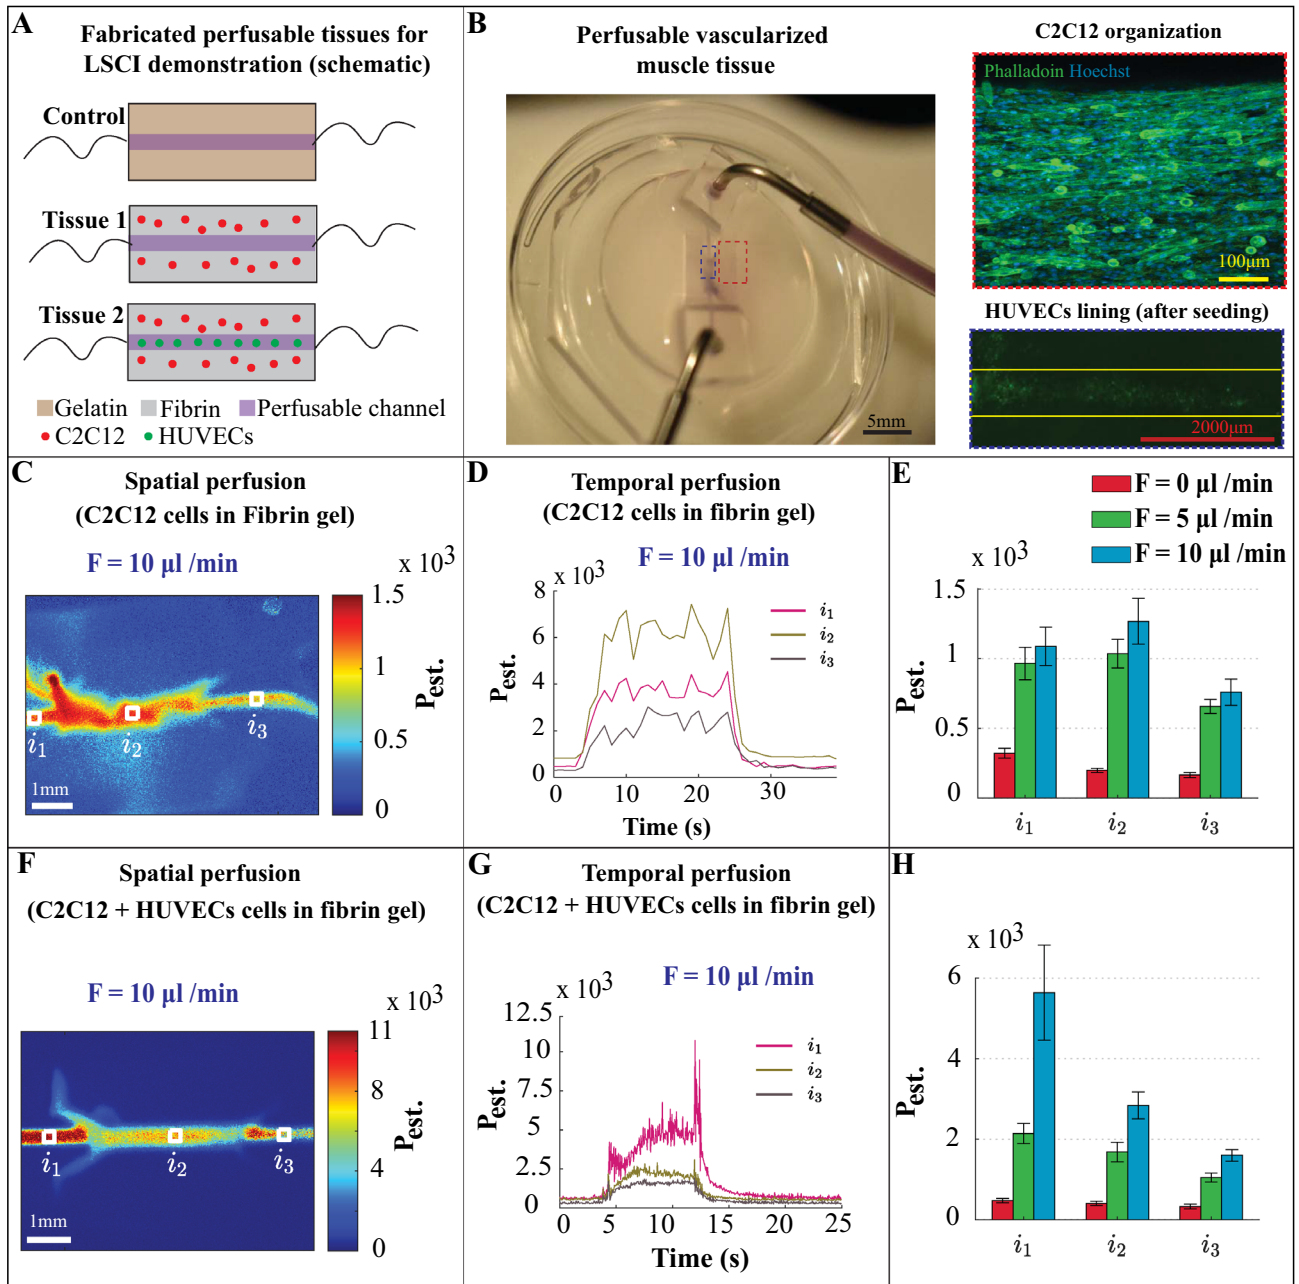 A
Fabricated perfusable tissues for
LSCI demonstration (schematic)
Control
Tissue 1
Tissue 2
Gelatin Fibrin Perfusable channel
C2C12 HUVECs
B
Perfusable vascularized
muscle tissue
5mm
C2C12 organization
Phalladoin Hoechst
100μm
HUVECs lining (after seeding)
2000μm
C
Spatial perfusion
(C2C12 cells in Fibrin gel)
F = 10 μl /min
x 10³
1.5
1
0.5
0
Pest.
i1
i2
i3
1mm
D
Temporal perfusion
(C2C12 cells in fibrin gel)
F = 10 μl /min
x 10³
8
6
4
2
0
Pest.
i1
i2
i3
0 10 20 30
Time (s)
E
F = 0 μl /min
F = 5 μl /min
F = 10 μl /min
x 10³
1.5
1
0.5
0
Pest.
i1 i2 i3
F
Spatial perfusion
(C2C12 + HUVECs cells in fibrin gel)
F = 10 μl /min
x 10³
11
8
4
0
Pest.
i1 i2 i3
1mm
G
Temporal perfusion
(C2C12 + HUVECs cells in fibrin gel)
F = 10 μl /min
x 10³
12.5
10
7.5
5
2.5
0
Pest.
i1
i2
i3
0 5 10 15 20 25
Time (s)
H
x 10³
6
4
2
0
Pest.
i1 i2 i3